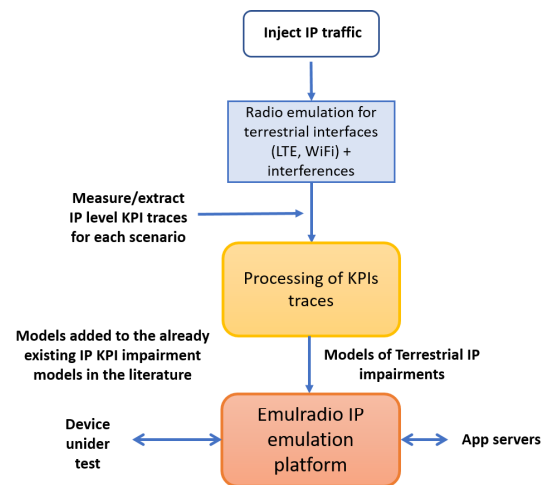 Inject IP traffic
Radio emulation for
terrestrial interfaces
(LTE, WiFi) +
interferences
Measure/extract
IP level KPI traces
for each scenario
Processing of KPIs
traces
Models added to the already
existing IP KPI impairment
models in the literature
Models of Terrestrial IP
impairments
Device
unider
test
Emulradio IP
emulation
platform
App servers